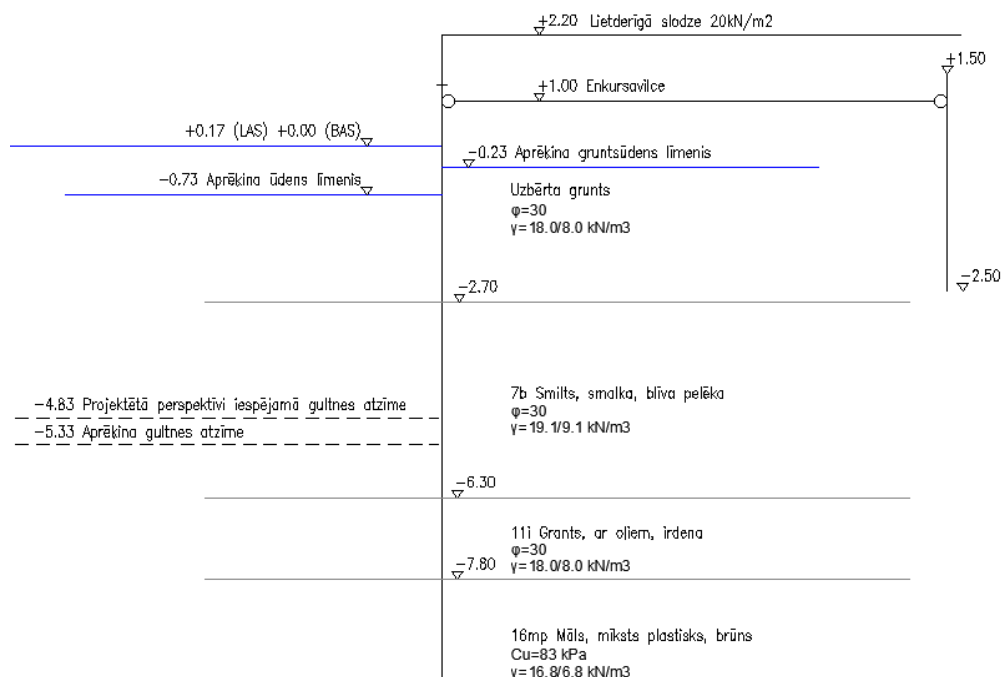 +2.20 Lietderīgā slodze 20kN/m2
+1.50
+1.00 Enkursavilce
+0.17 (LAS) +0.00 (BAS)
-0.23 Aprēķina gruntsūdens līmenis
-0.73 Aprēķina ūdens līmenis
Uzbērta grunts
φ=30
γ=18.0/8.0 kN/m3
-2.50
-2.70
7b Smilts, smalka, blīva pelēka
φ=30
γ=19.1/9.1 kN/m3
-4.83 Projektētā perspektīvi iespējamā gultnes atzīme
-5.33 Aprēķina gultnes atzīme
-6.30
11i Grants, ar oļiem, irdena
φ=30
γ=18.0/8.0 kN/m3
-7.80
16mp Māls, mīksts plastisks, brūns
Cu=83 kPa
γ=16.8/6.8 kN/m3